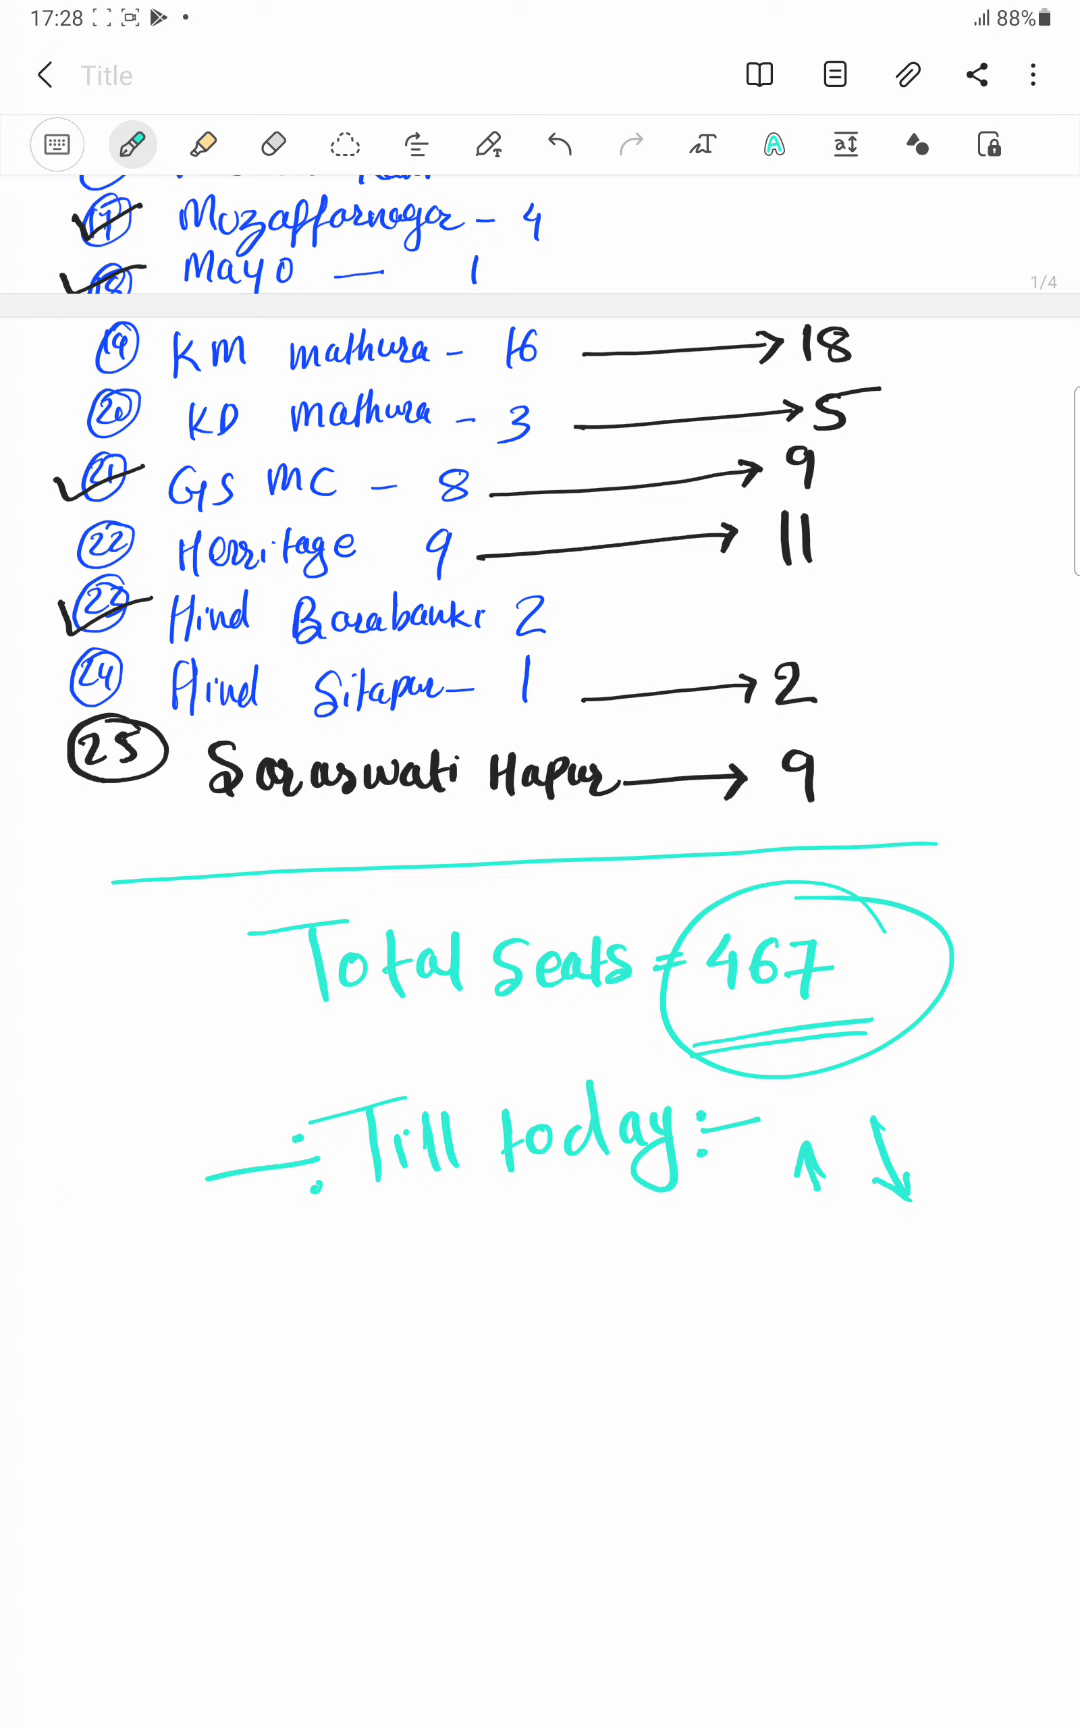 17:28
88%
Title
17 Mozaffarnagar - 4
18 Mayo — 1
1/4
19 KM mathura - 16 → 18
20 KD mathura - 3 → 5
21 GS MC - 8 → 9
22 Herritage 9 → 11
23 Hind Barabanki 2
24 Hind Sitapur - 1 → 2
25 Saraswati Hapur → 9
Total Seats = 467
Till today :- ↑ ↓